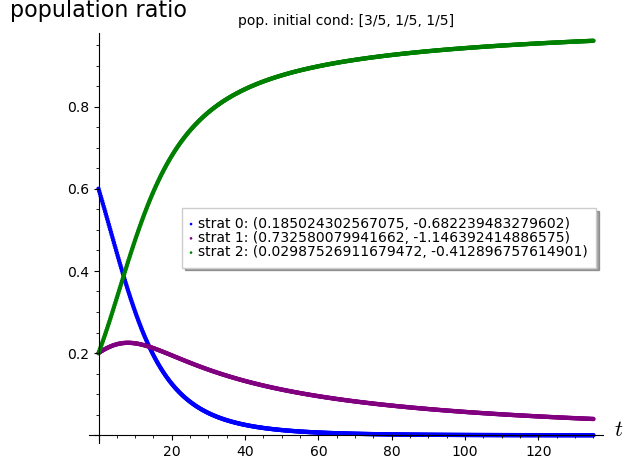 population ratio
pop. initial cond: [3/5, 1/5, 1/5]
0.8
0.6
strat 0: (0.185024302567075, -0.682239483279602)
strat 1: (0.732580079941662, -1.146392414886575)
strat 2: (0.02987526911679472, -0.412896757614901)
0.4
0.2
t
20 40 60 80 100 120